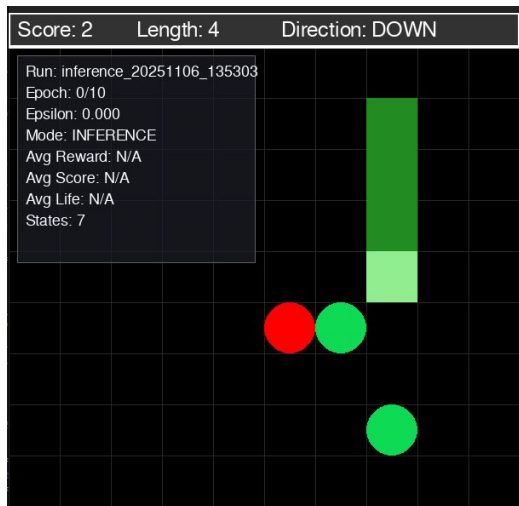 Score: 2 Length: 4 Direction: DOWN
Run: inference_20251106_135303
Epoch: 0/10
Epsilon: 0.000
Mode: INFERENCE
Avg Reward: N/A
Avg Score: N/A
Avg Life: N/A
States: 7